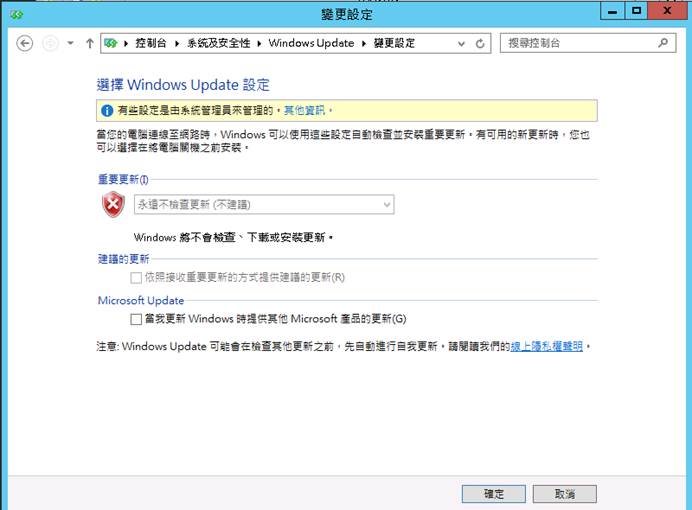 變更設定
控制台 ▸ 系統及安全性 ▸ Windows Update ▸ 變更設定
搜尋控制台
選擇 Windows Update 設定
有些設定是由系統管理員來管理的。其他資訊。
當您的電腦連線至網路時，Windows 可以使用這些設定自動檢查並安裝重要更新。有可用的新更新時，您也
可以選擇在將電腦關機之前安裝。
重要更新(I)
永遠不檢查更新 (不建議)
Windows 將不會檢查、下載或安裝更新。
建議的更新
依照接收重要更新的方式提供建議的更新(R)
Microsoft Update
當我更新 Windows 時提供其他 Microsoft 產品的更新(G)
注意: Windows Update 可能會在檢查其他更新之前，先自動進行自我更新。請閱讀我們的線上隱私權聲明。
確定
取消